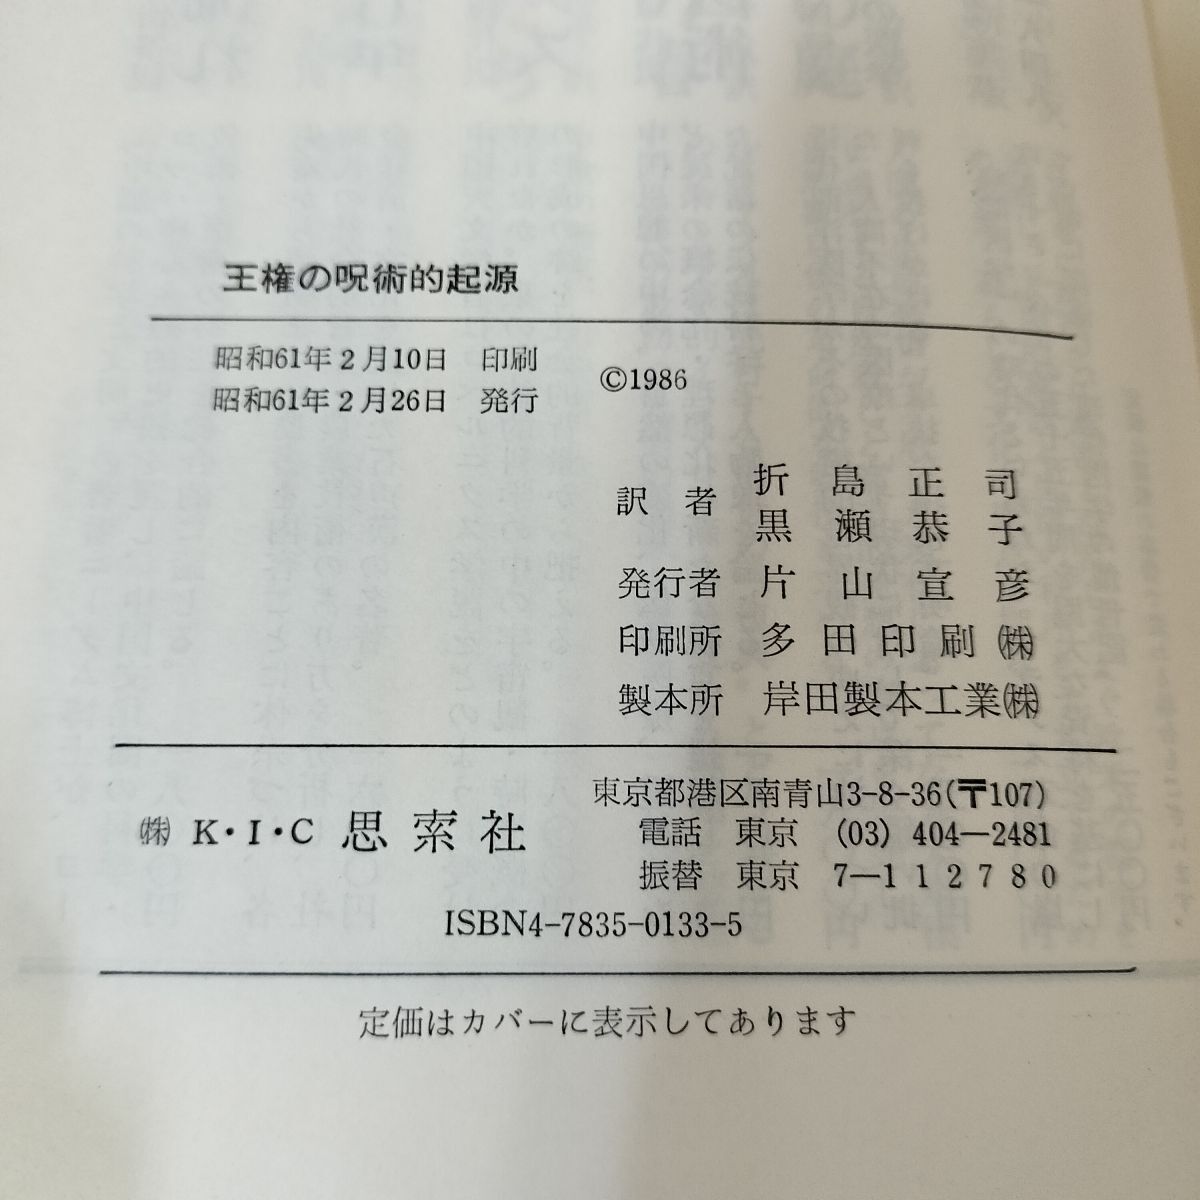 王権の呪術的起源
昭和61年2月10日 印刷
昭和61年2月26日 発行
©1986
訳者 折島正司
黒瀬恭子
発行者 片山宣彦
印刷所 多田印刷㈱
製本所 岸田製本工業㈱
㈱ K・I・C 思索社
東京都港区南青山3-8-36(〒107)
電話 東京 (03) 404―2481
振替 東京 7―112780
ISBN4-7835-0133-5
定価はカバーに表示してあります